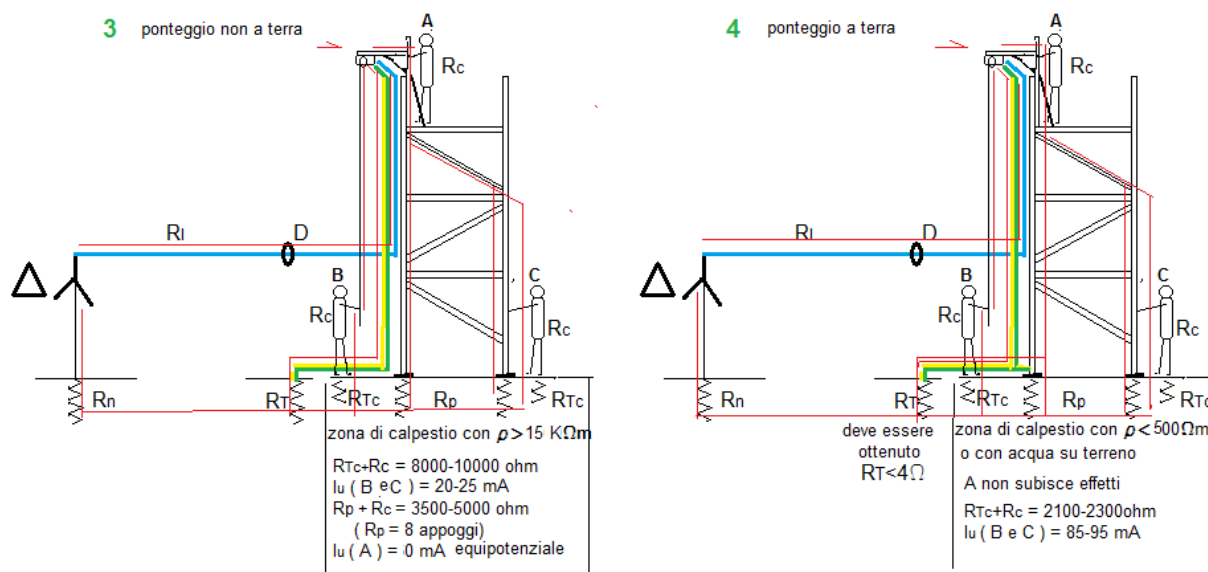 3 ponteggio non a terra
A
Rc
Rl
D
B
C
Rc
Rc
Rn
RT
RTc
Rp
RTc
zona di calpestio con ρ > 15 KΩm
RTc+Rc = 8000-10000 ohm
Iu ( B e C ) = 20-25 mA
Rp + Rc = 3500-5000 ohm
( Rp = 8 appoggi)
Iu ( A ) = 0 mA equipotenziale
4 ponteggio a terra
A
Rc
Rl
D
B
C
Rc
Rc
Rn
RT
RTc
Rp
RTc
deve essere
ottenuto
RT<4Ω
zona di calpestio con ρ < 500Ωm
o con acqua su terreno
A non subisce effetti
RTc+Rc = 2100-2300ohm
Iu ( B e C ) = 85-95 mA